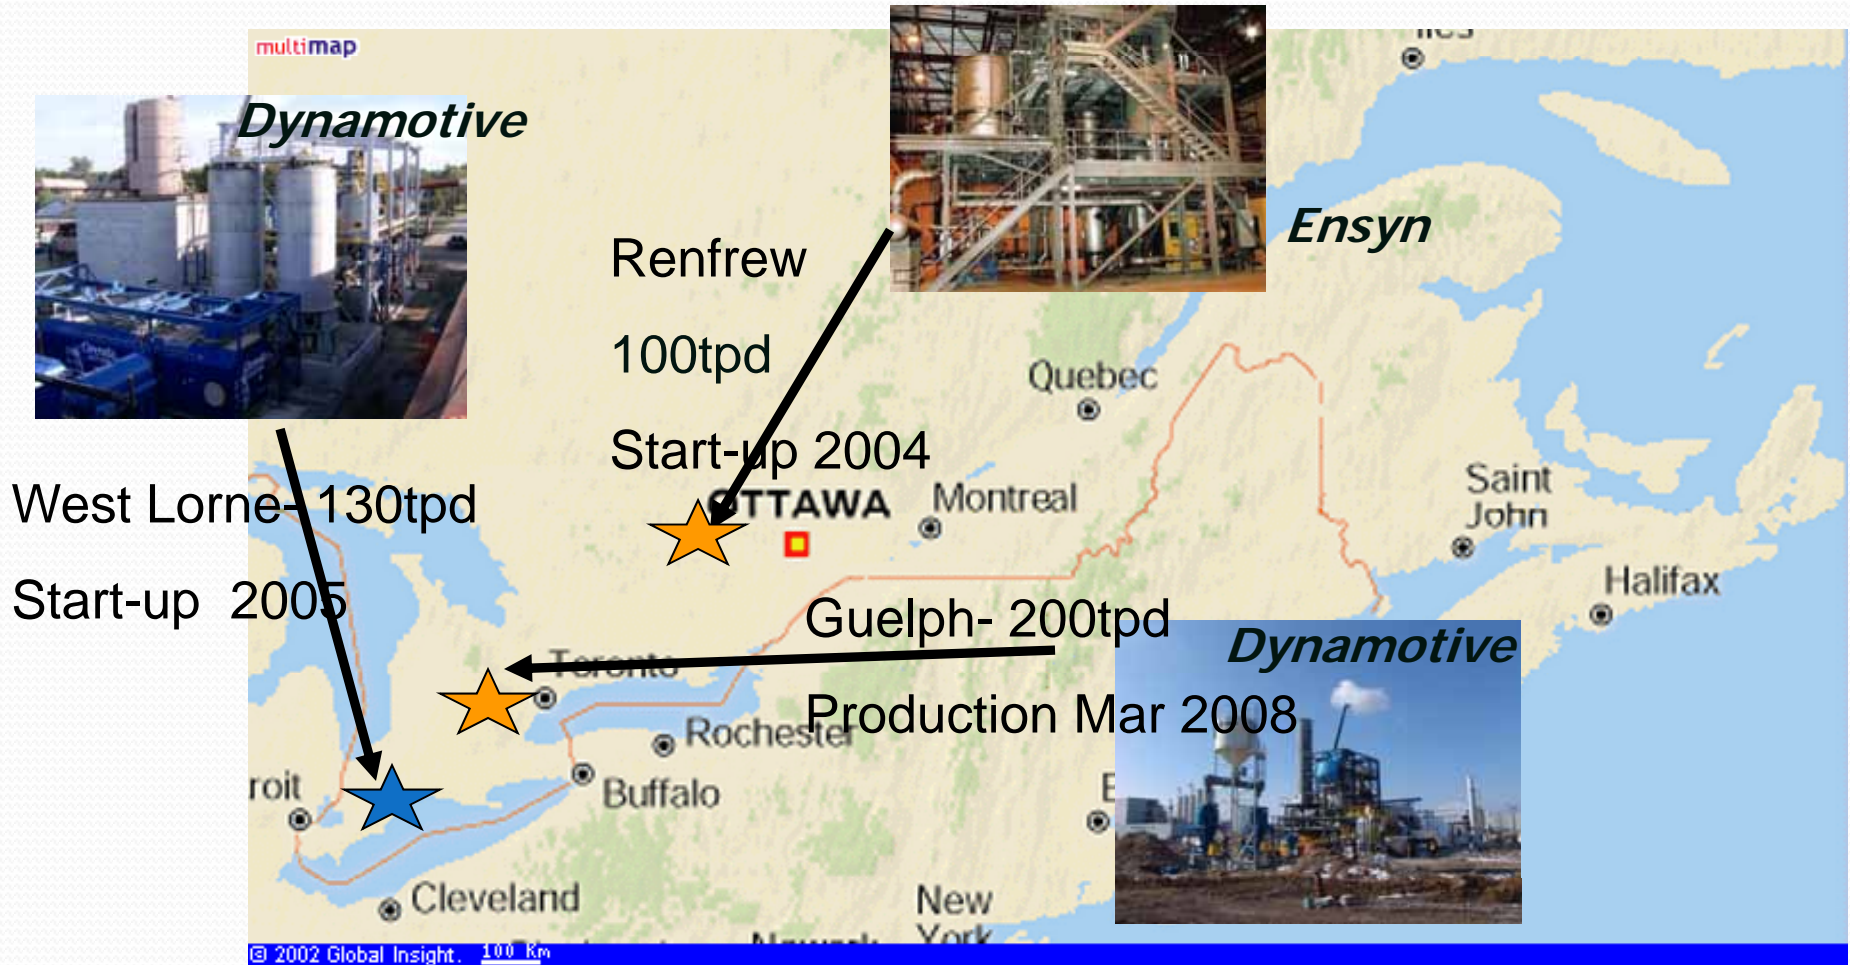 multimap
Dynamotive
Ensyn
Renfrew
100tpd
Start-up 2004
Quebec
West Lorne- 130tpd
Start-up 2005
OTTAWA
Montreal
Saint
John
Halifax
Guelph- 200tpd
Toronto
Dynamotive
Production Mar 2008
Rochester
roit
Buffalo
Cleveland
New
York
Newark
© 2002 Global Insight. 100 Km